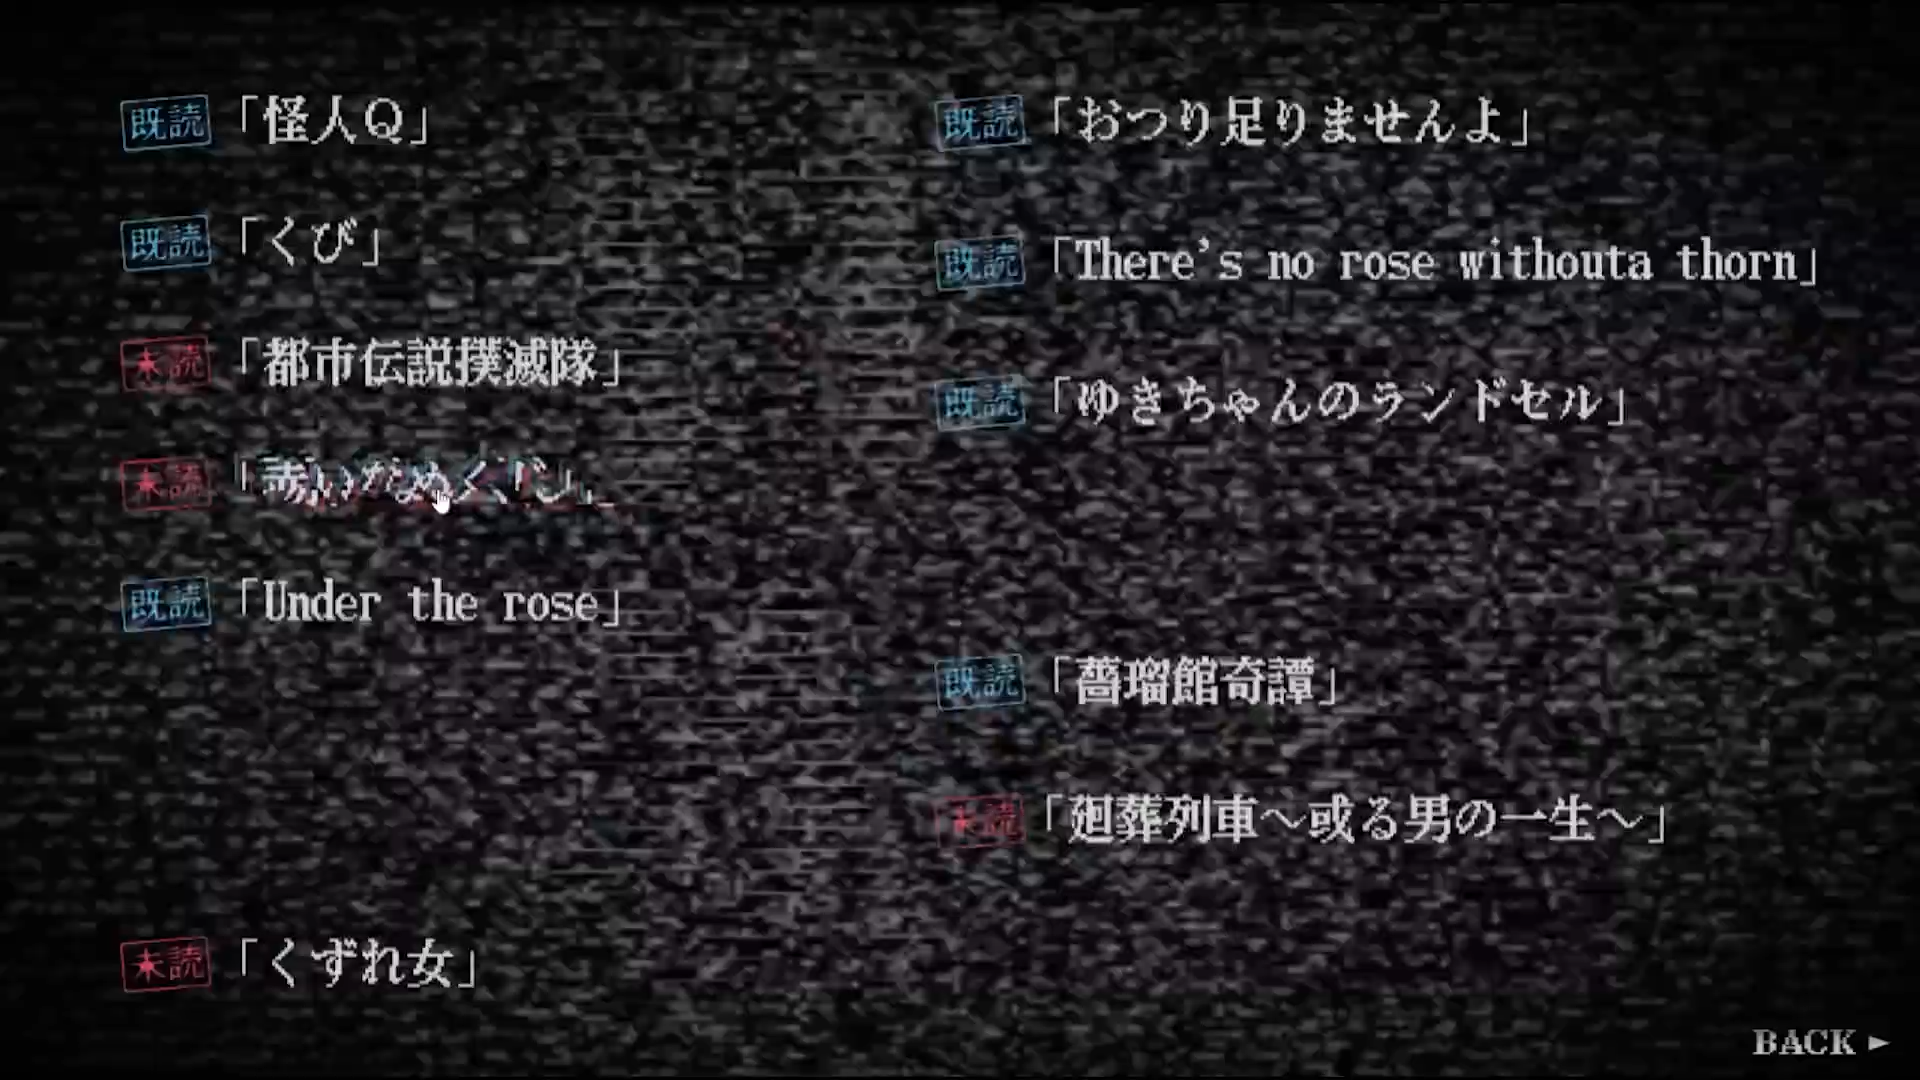 既読「怪人Q」
既読「くび」
未読「都市伝説撲滅隊」
未読
既読「Under the rose」
未読「くずれ女」
既読「おつり足りませんよ」
既読「There's no rose withouta thorn」
既読「ゆきちゃんのランドセル」
既読「薔瑠館奇譚」
未読「廻葬列車～或る男の一生～」
BACK ►